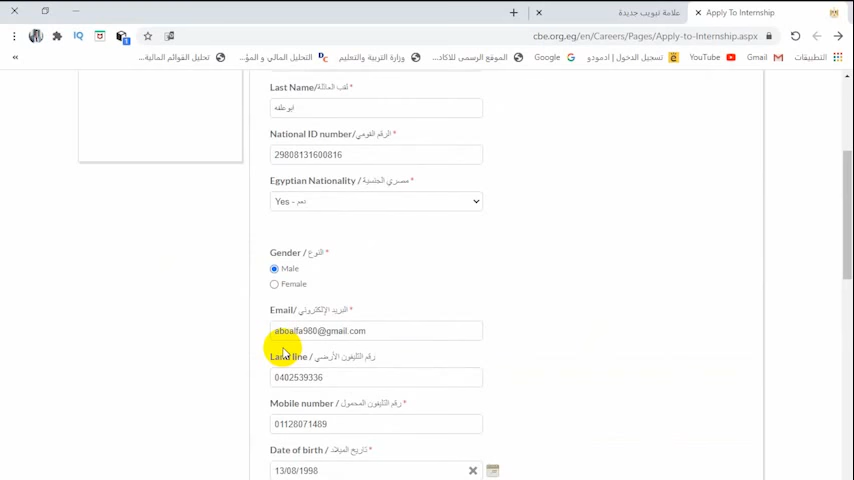 علامة تبويب جديدة
Apply To Internship
cbe.org.eg/en/Careers/Pages/Apply-to-Internship.aspx
IQ
التطبيقات
Gmail
YouTube
تسجيل الدخول | ادمودو
Google
الموقع الرسمى للاكاد...
وزارة التربية والتعليم
التحليل المالي و المؤ...
تحليل القوائم المالية...
Last Name/لقب العائلة *
ابوعلفه
National ID number/الرقم القومي *
29808131600816
Egyptian Nationality / مصري الجنسية *
Yes - نعم
Gender / النوع *
Male
Female
Email/ البريد الإلكتروني *
aboalfa980@gmail.com
Land line / رقم التليفون الأرضي
0402539336
Mobile number / رقم التليفون المحمول *
01128071489
Date of birth / تاريخ الميلاد *
13/08/1998